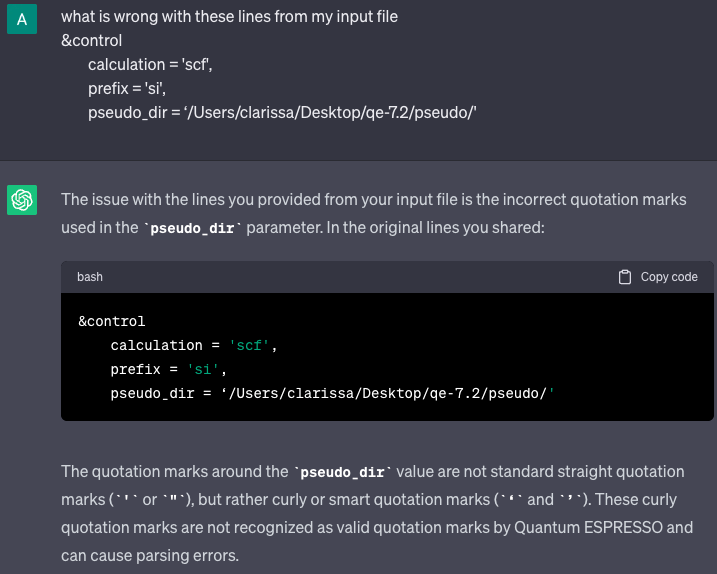 A
what is wrong with these lines from my input file
&control
calculation = 'scf',
prefix = 'si',
pseudo_dir = ‘/Users/clarissa/Desktop/qe-7.2/pseudo/'
The issue with the lines you provided from your input file is the incorrect quotation marks
used in the `pseudo_dir` parameter. In the original lines you shared:
bash
Copy code
&control
calculation = 'scf',
prefix = 'si',
pseudo_dir = ‘/Users/clarissa/Desktop/qe-7.2/pseudo/'
The quotation marks around the `pseudo_dir` value are not standard straight quotation
marks (`'` or `"`), but rather curly or smart quotation marks (`‘` and `’`). These curly
quotation marks are not recognized as valid quotation marks by Quantum ESPRESSO and
can cause parsing errors.